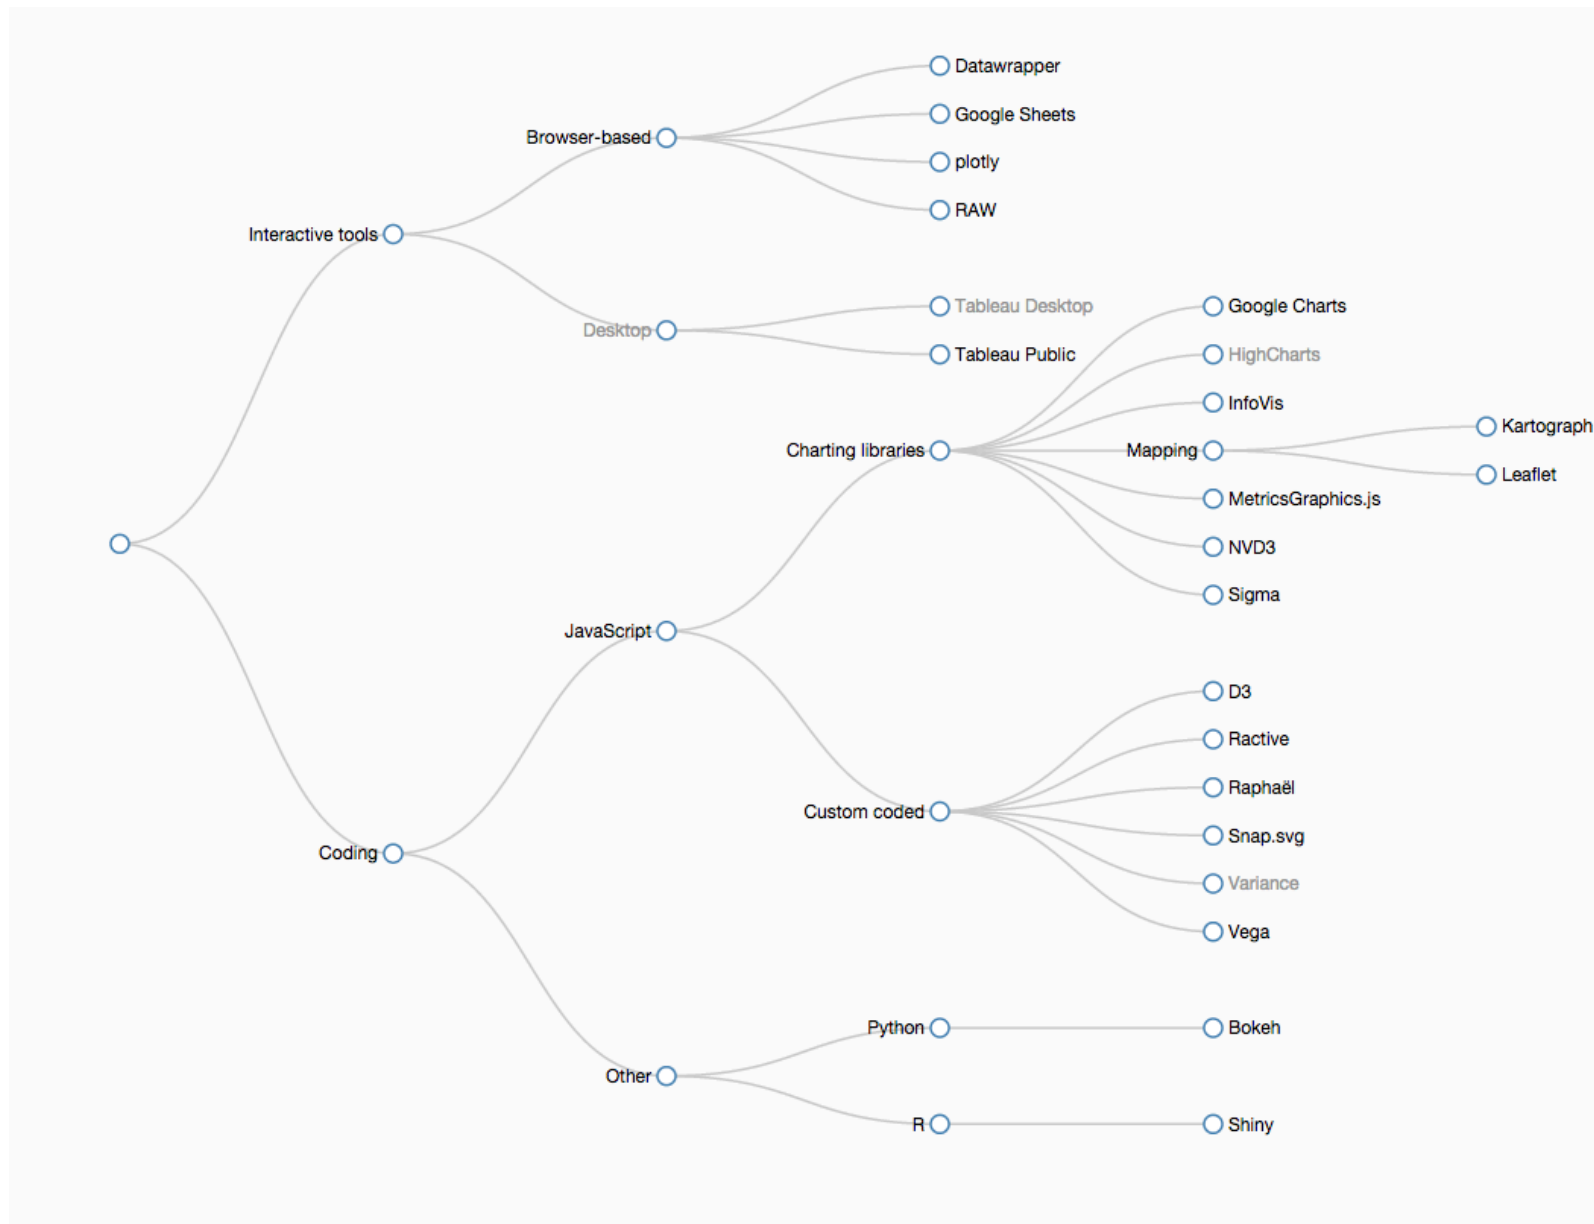 Datawrapper
Google Sheets
Browser-based
plotly
RAW
Interactive tools
Tableau Desktop
Google Charts
Desktop
Tableau Public
HighCharts
InfoVis
Kartograph
Charting libraries
Mapping
Leaflet
MetricsGraphics.js
NVD3
Sigma
JavaScript
D3
Ractive
Raphaël
Custom coded
Snap.svg
Coding
Variance
Vega
Python
Bokeh
Other
R
Shiny